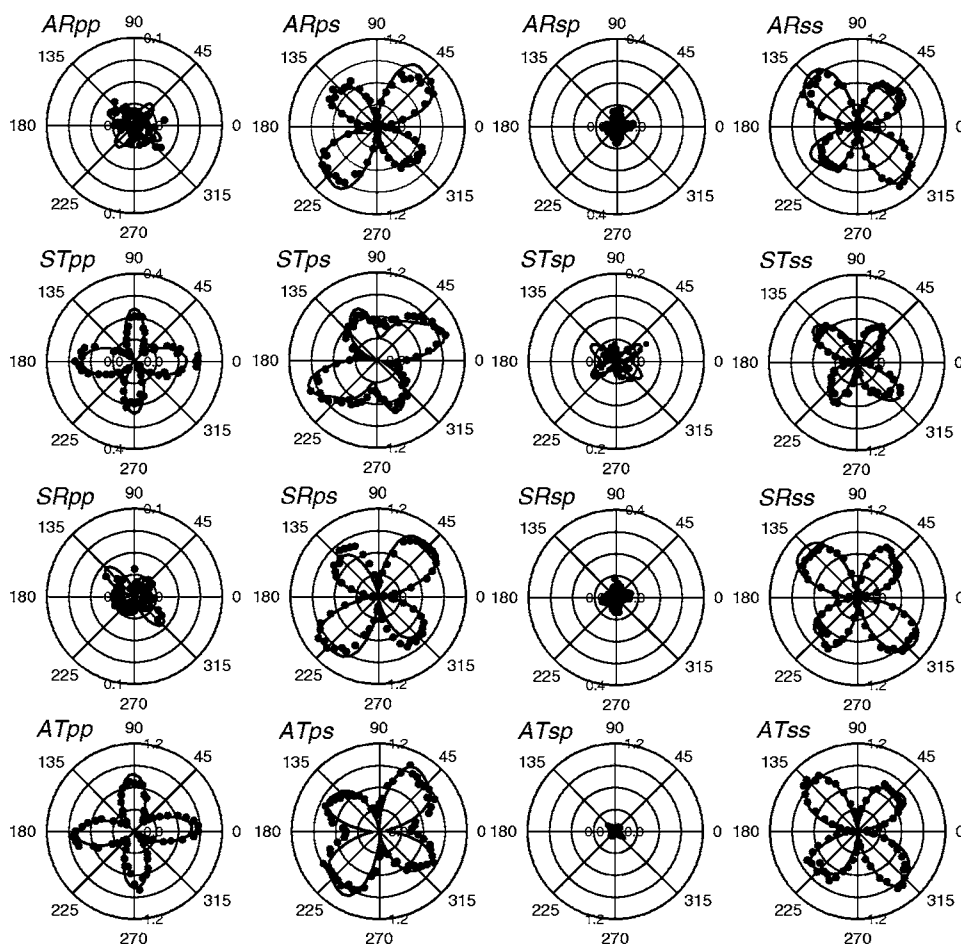 ARpp ARps ARsp ARss
90 90 90 90
0.1 1.2 0.4 1.2
135 45 135 45 135 45 135 45
180 0 180 0 180 0 180 0
225 315 225 315 225 315 225 315
0.1 1.2 0.4 1.2
270 270 270 270
STpp STps STsp STss
90 90 90 90
0.4 1.2 0.2 1.2
135 45 135 45 135 45 135 45
180 0.0 0 180 0 180 0 180 0
225 315 225 315 225 315 225 315
0.4 1.2 0.2 1.2
270 270 270 270
SRpp SRps SRsp SRss
90 90 90 90
0.1 1.2 0.4 1.2
135 45 135 45 135 45 135 45
180 0 180 0 180 0 180 0
225 315 225 315 225 315 225 315
0.1 1.2 0.4 1.2
270 270 270 270
ATpp ATps ATsp ATss
90 90 90 90
1.2 1.2 1.2 1.2
135 45 135 45 135 45 135 45
180 0.0 0 180 0 180 0.0 0.0 0 180 0
225 315 225 315 225 315 225 315
1.2 1.2 1.2 1.2
270 270 270 270